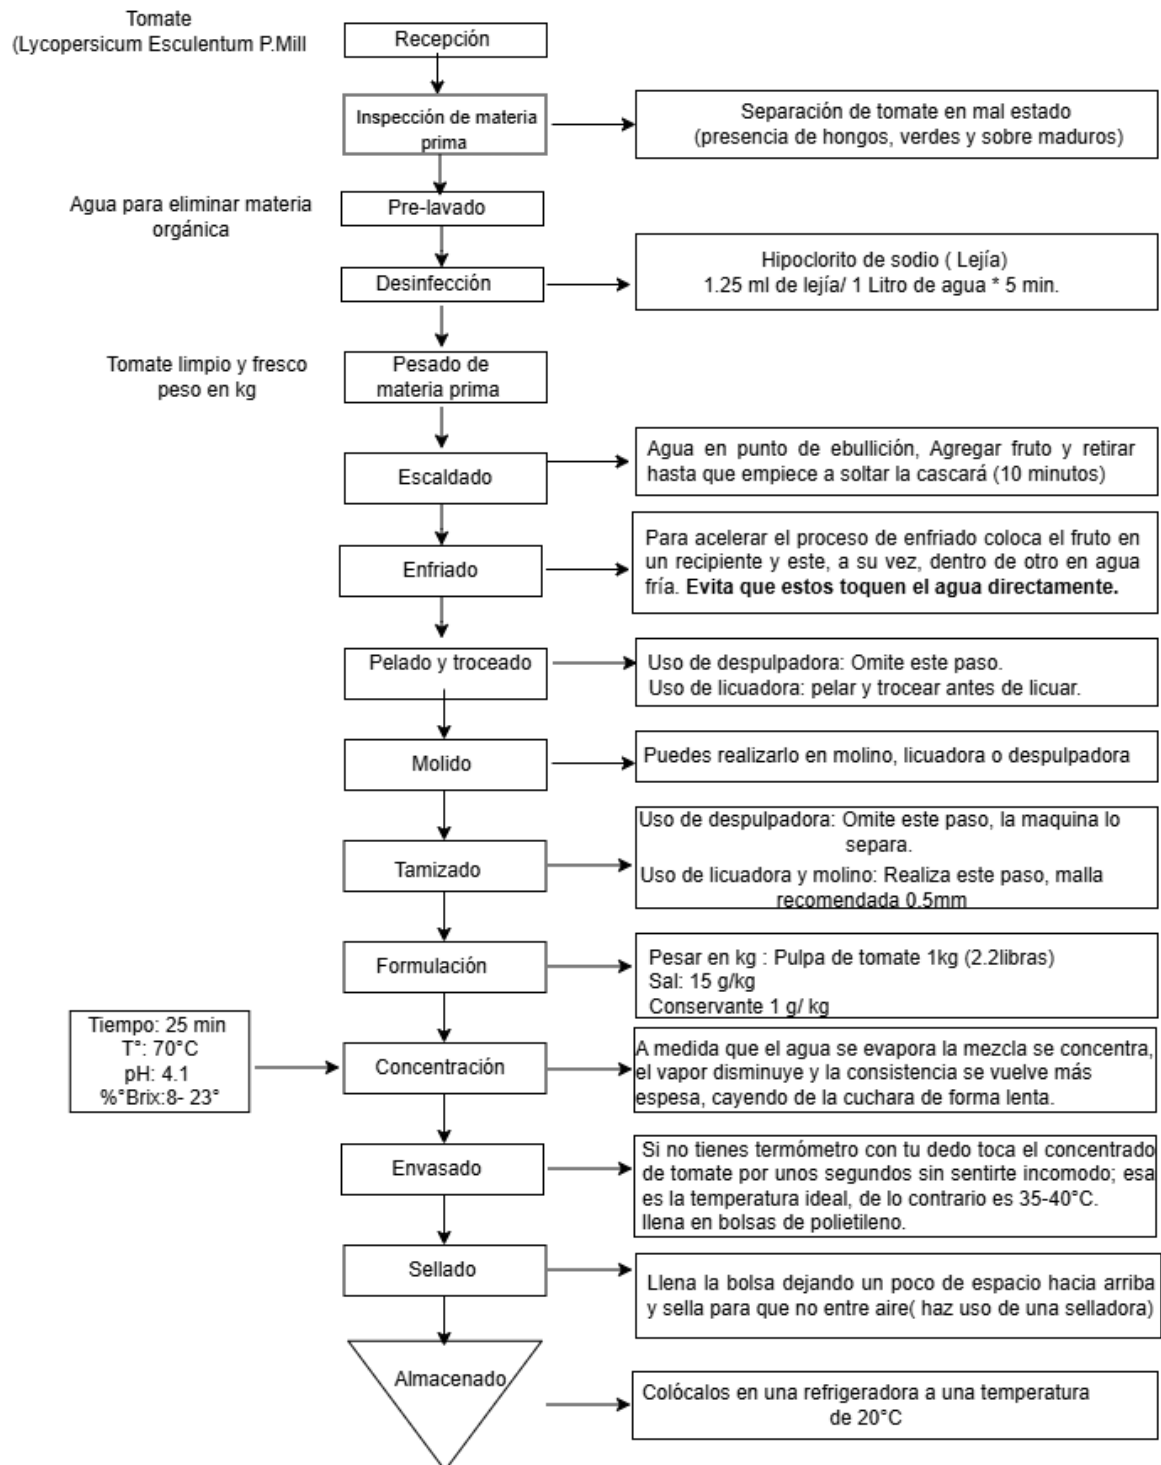 Tomate
(Lycopersicum Esculentum P.Mill
Recepción
Inspección de materia
prima
Separación de tomate en mal estado
(presencia de hongos, verdes y sobre maduros)
Agua para eliminar materia
orgánica
Pre-lavado
Desinfección
Hipoclorito de sodio ( Lejía)
1.25 ml de lejía/ 1 Litro de agua * 5 min.
Tomate limpio y fresco
peso en kg
Pesado de
materia prima
Escaldado
Agua en punto de ebullición, Agregar fruto y retirar
hasta que empiece a soltar la cascará (10 minutos)
Enfriado
Para acelerar el proceso de enfriado coloca el fruto en
un recipiente y este, a su vez, dentro de otro en agua
fría. Evita que estos toquen el agua directamente.
Pelado y troceado
Uso de despulpadora: Omite este paso.
Uso de licuadora: pelar y trocear antes de licuar.
Molido
Puedes realizarlo en molino, licuadora o despulpadora
Tamizado
Uso de despulpadora: Omite este paso, la maquina lo
separa.
Uso de licuadora y molino: Realiza este paso, malla
recomendada 0.5mm
Formulación
Pesar en kg : Pulpa de tomate 1kg (2.2libras)
Sal: 15 g/kg
Conservante 1 g/ kg
Tiempo: 25 min
T°: 70°C
pH: 4.1
%°Brix:8- 23°
Concentración
A medida que el agua se evapora la mezcla se concentra,
el vapor disminuye y la consistencia se vuelve más
espesa, cayendo de la cuchara de forma lenta.
Envasado
Si no tienes termómetro con tu dedo toca el concentrado
de tomate por unos segundos sin sentirte incomodo; esa
es la temperatura ideal, de lo contrario es 35-40°C.
llena en bolsas de polietileno.
Sellado
Llena la bolsa dejando un poco de espacio hacia arriba
y sella para que no entre aire( haz uso de una selladora)
Almacenado
Colócalos en una refrigeradora a una temperatura
de 20°C